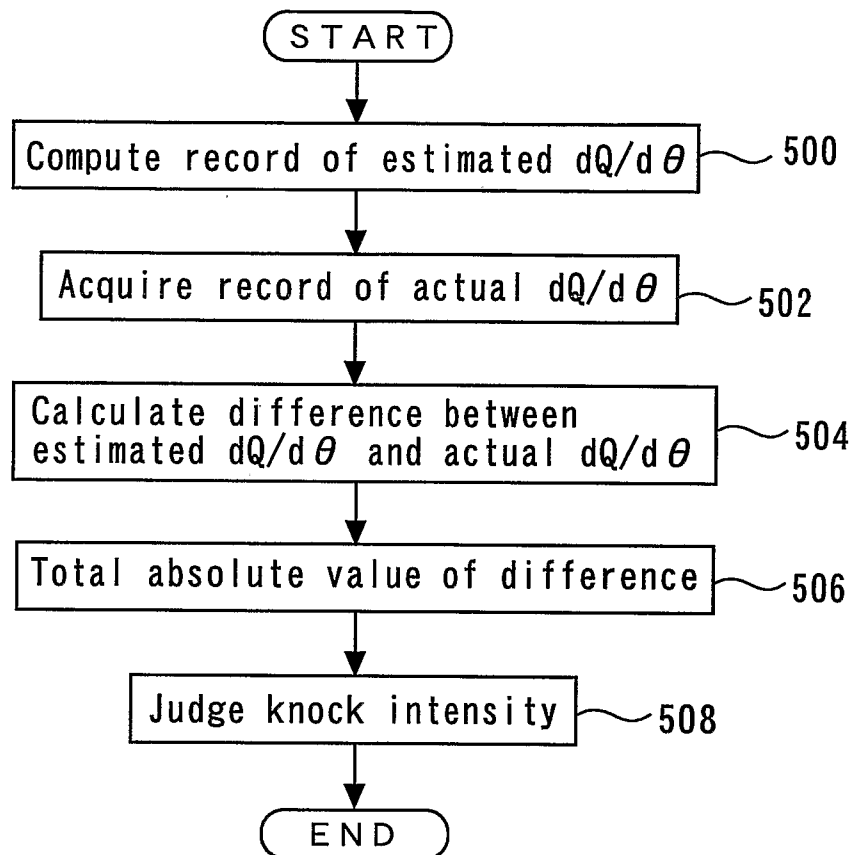 START
Compute record of estimated dQ/dθ
500
Acquire record of actual dQ/dθ
502
Calculate difference between
estimated dQ/dθ and actual dQ/dθ
504
Total absolute value of difference
506
Judge knock intensity
508
END